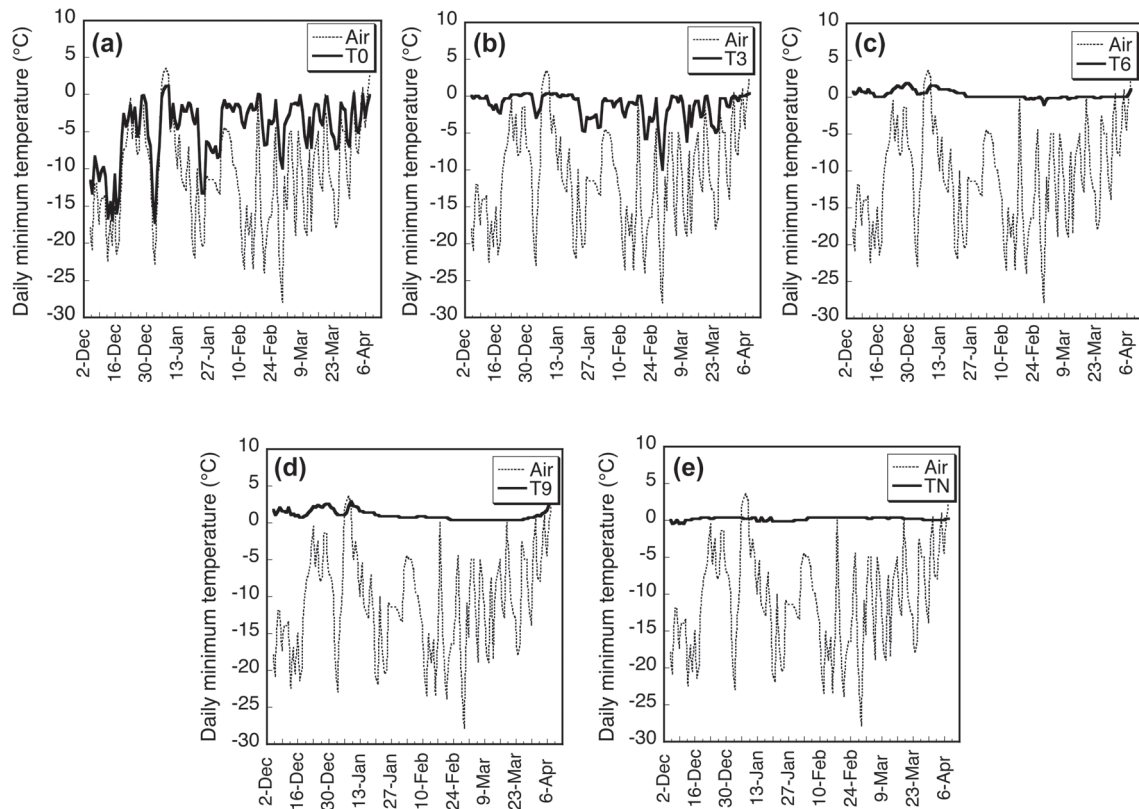 (a)
Air
T0
Daily minimum temperature (°C)
10
5
0
-5
-10
-15
-20
-25
-30
2-Dec
16-Dec
30-Dec
13-Jan
27-Jan
10-Feb
24-Feb
9-Mar
23-Mar
6-Apr
(b)
Air
T3
Daily minimum temperature (°C)
10
5
0
-5
-10
-15
-20
-25
-30
2-Dec
16-Dec
30-Dec
13-Jan
27-Jan
10-Feb
24-Feb
9-Mar
23-Mar
6-Apr
(c)
Air
T6
Daily minimum temperature (°C)
10
5
0
-5
-10
-15
-20
-25
-30
2-Dec
16-Dec
30-Dec
13-Jan
27-Jan
10-Feb
24-Feb
9-Mar
23-Mar
6-Apr
(d)
Air
T9
Daily minimum temperature (°C)
10
5
0
-5
-10
-15
-20
-25
-30
2-Dec
16-Dec
30-Dec
13-Jan
27-Jan
10-Feb
24-Feb
9-Mar
23-Mar
6-Apr
(e)
Air
TN
Daily minimum temperature (°C)
10
5
0
-5
-10
-15
-20
-25
-30
2-Dec
16-Dec
30-Dec
13-Jan
27-Jan
10-Feb
24-Feb
9-Mar
23-Mar
6-Apr